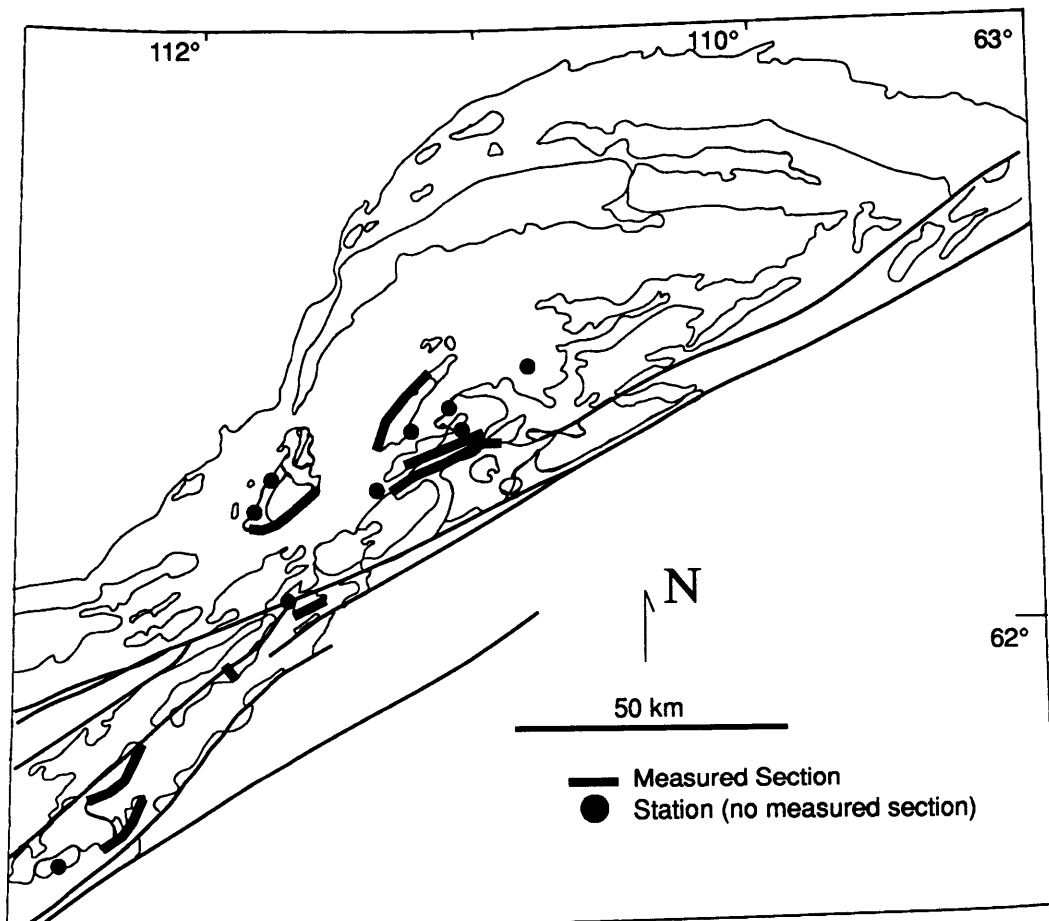 112°
110°
63°
N
62°
50 km
Measured Section
Station (no measured section)